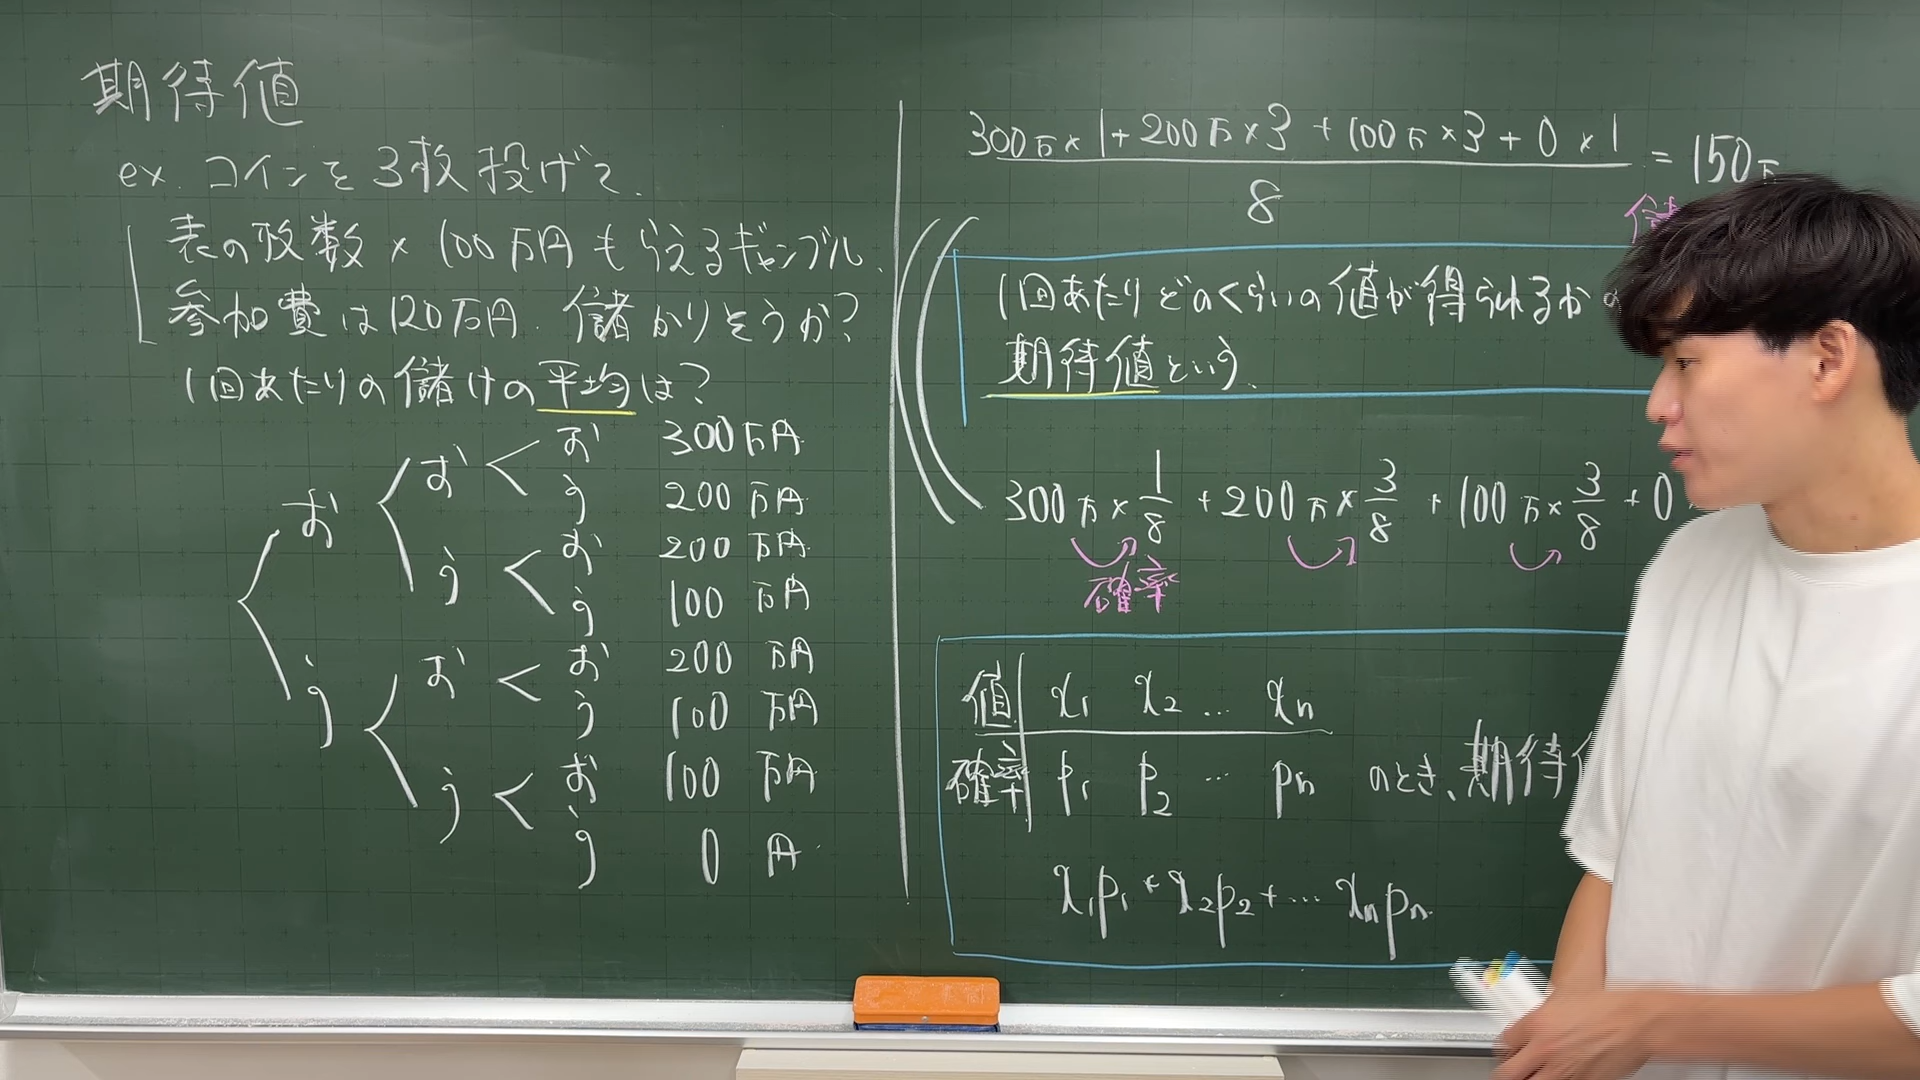 期待値
ex. コインを3枚投げて.
表の枚数 × 100万円もらえるギャンブル.
参加費は120万円. 儲かりそうか?
1回あたりの儲けの平均は?
お お お 300万円
う 200万円
う お 200万円
う 100万円
う お お 200万円
う 100万円
う お 100万円
う 0円
300万×1+200万×3+100万×3+0×1 = 150万
8
儲
1回あたりどのくらいの値が得られるか
期待値という.
300万×1/8 +200万×3/8 +100万×3/8 +0
確率
値 x₁ x₂ … xₙ
確率 p₁ p₂ … pₙ のとき、期待
x₁p₁+x₂p₂+…xₙpₙ.